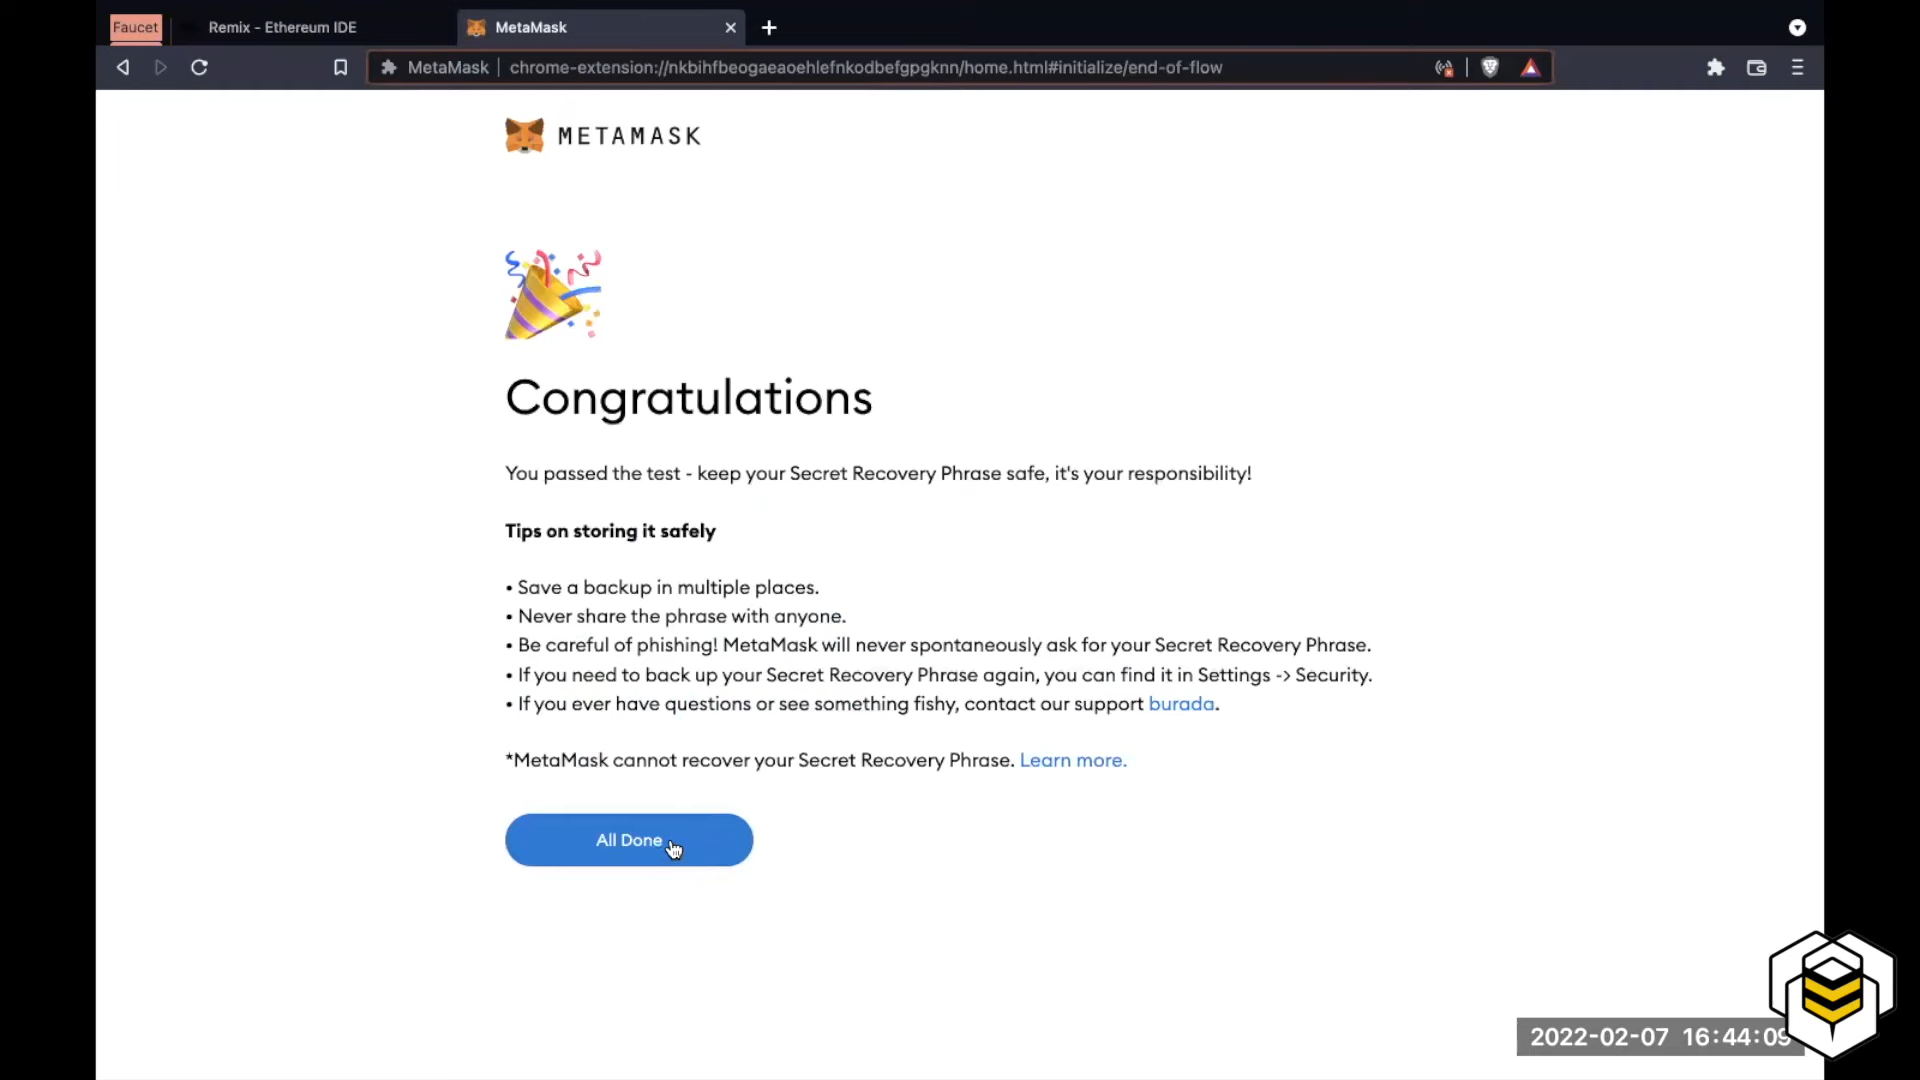 Faucet
Remix - Ethereum IDE
MetaMask
MetaMask
chrome-extension://nkbihfbeogaeaoehlefnkodbefgpgknn/home.html#initialize/end-of-flow
METAMASK
Congratulations
You passed the test - keep your Secret Recovery Phrase safe, it's your responsibility!
Tips on storing it safely
• Save a backup in multiple places.
• Never share the phrase with anyone.
• Be careful of phishing! MetaMask will never spontaneously ask for your Secret Recovery Phrase.
• If you need to back up your Secret Recovery Phrase again, you can find it in Settings -> Security.
• If you ever have questions or see something fishy, contact our support burada.
*MetaMask cannot recover your Secret Recovery Phrase. Learn more.
All Done
2022-02-07 16:44:09